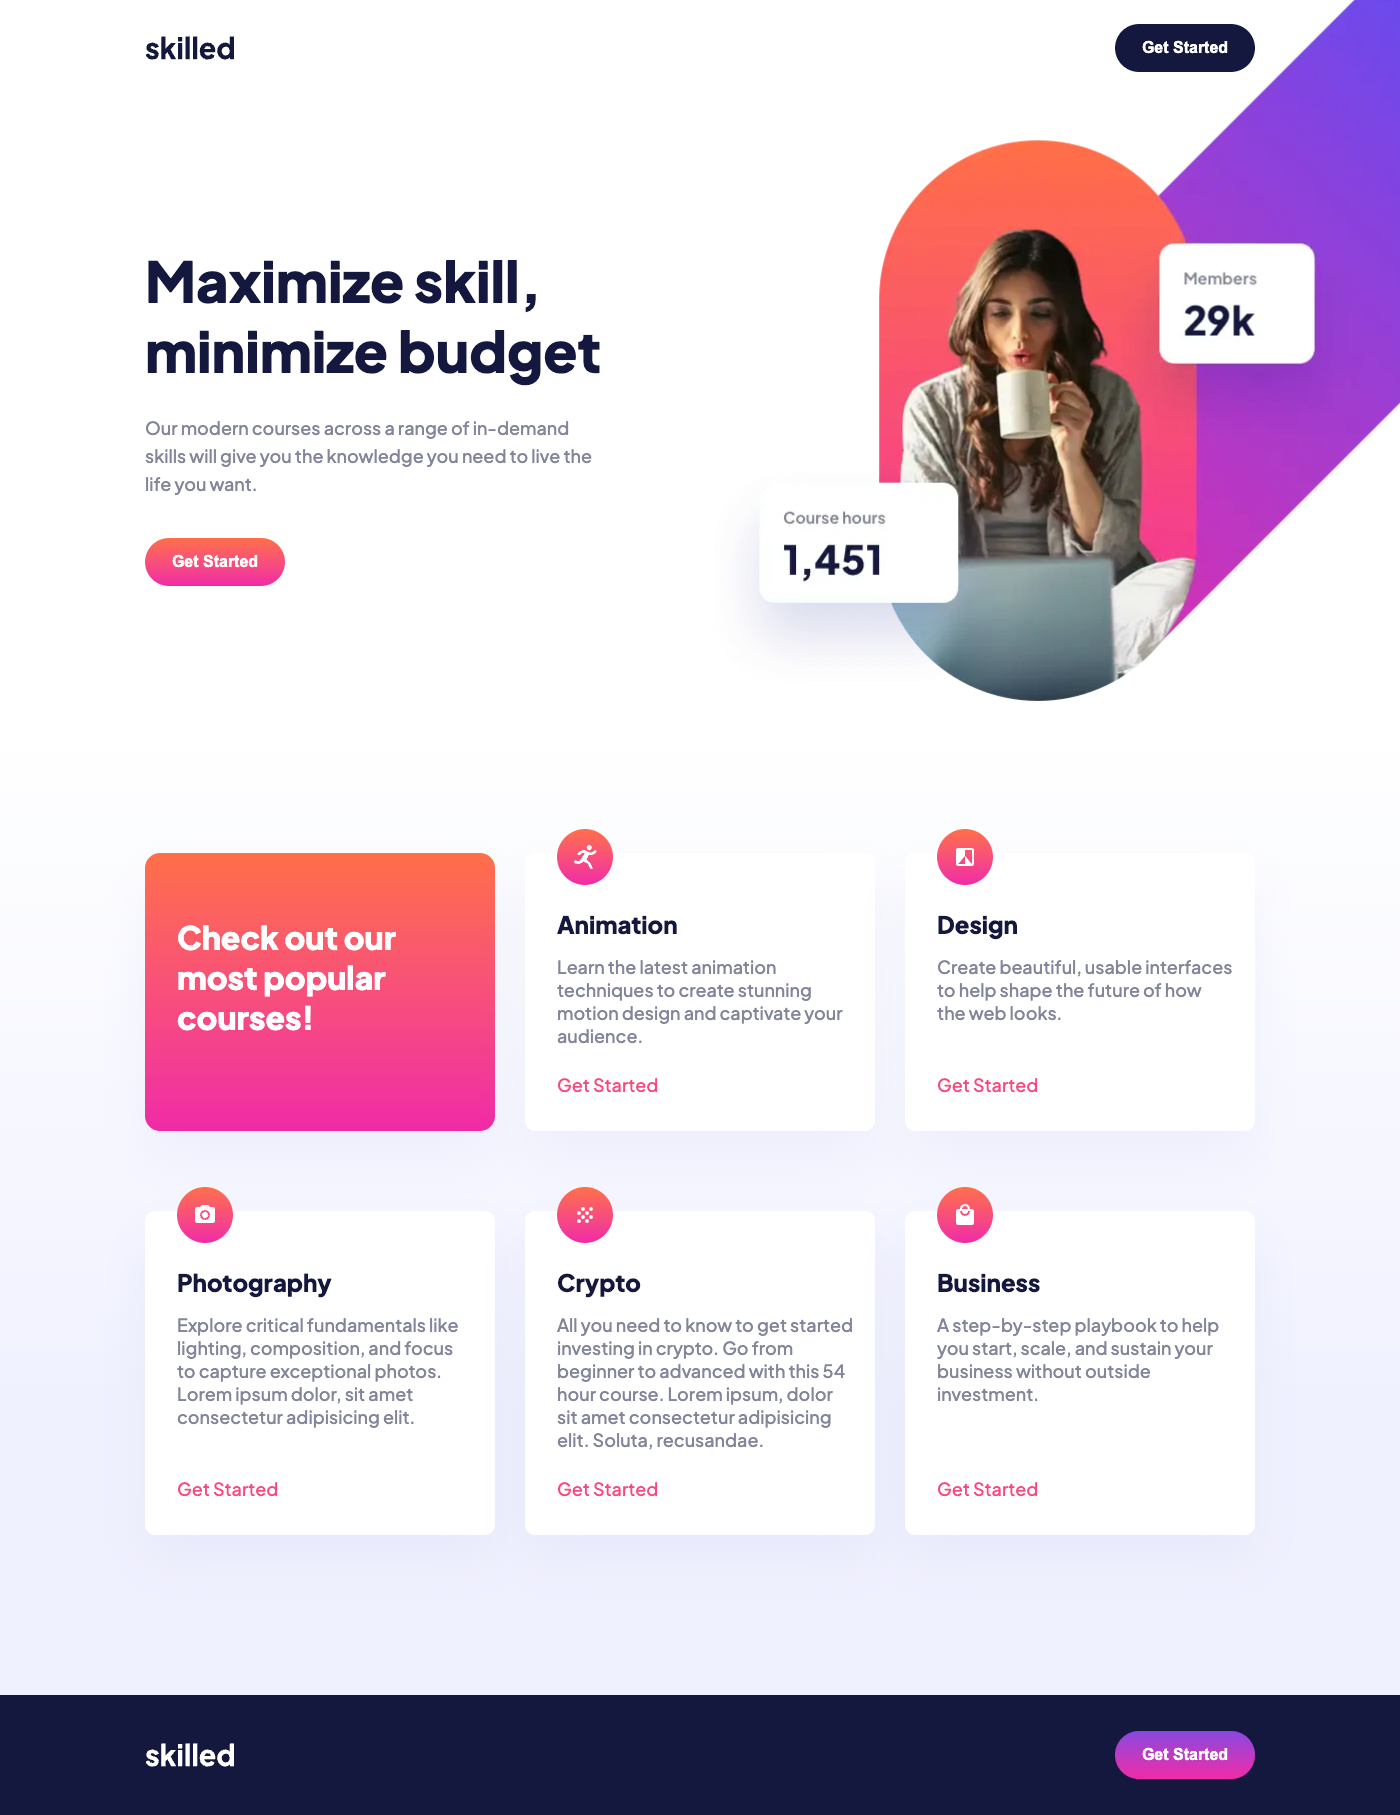 skilled
Get Started
Maximize skill,
minimize budget
Our modern courses across a range of in-demand
skills will give you the knowledge you need to live the
life you want.
Get Started
Members
29k
Course hours
1,451
Check out our
most popular
courses!
Animation
Learn the latest animation
techniques to create stunning
motion design and captivate your
audience.
Get Started
Design
Create beautiful, usable interfaces
to help shape the future of how
the web looks.
Get Started
Photography
Explore critical fundamentals like
lighting, composition, and focus
to capture exceptional photos.
Lorem ipsum dolor, sit amet
consectetur adipisicing elit.
Get Started
Crypto
All you need to know to get started
investing in crypto. Go from
beginner to advanced with this 54
hour course. Lorem ipsum, dolor
sit amet consectetur adipisicing
elit. Soluta, recusandae.
Get Started
Business
A step-by-step playbook to help
you start, scale, and sustain your
business without outside
investment.
Get Started
skilled
Get Started